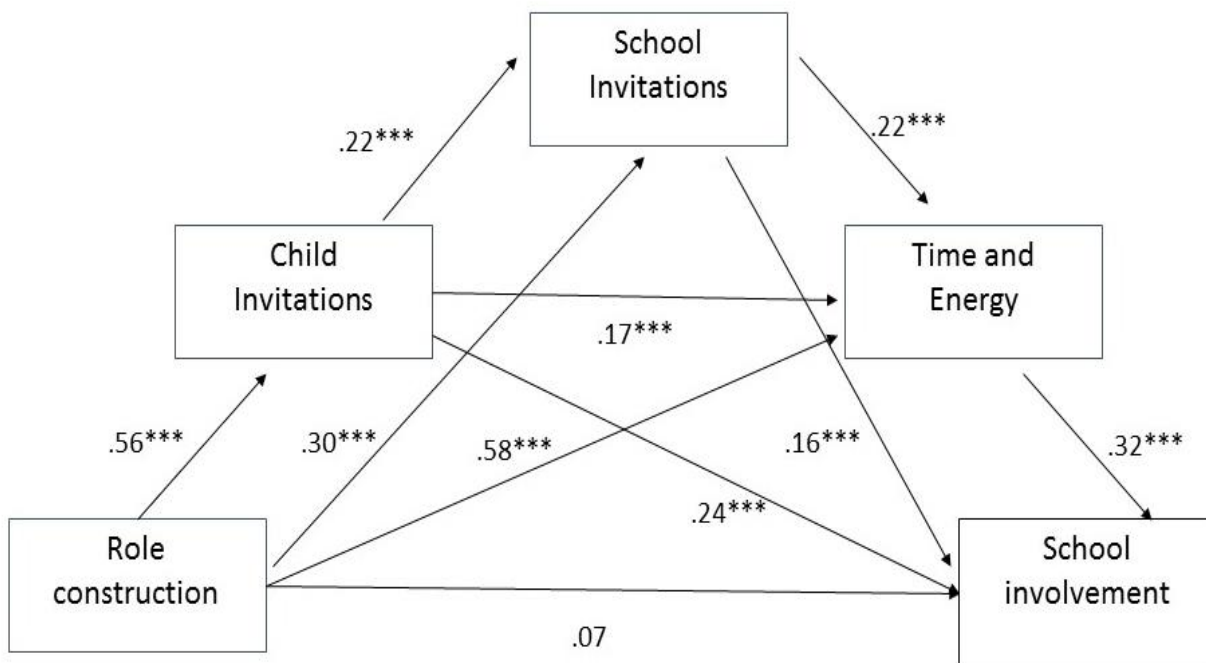 School
Invitations
.22***
.22***
Child
Invitations
Time and
Energy
.17***
.56***
.30***
.58***
.16***
.32***
.24***
Role
construction
School
involvement
.07